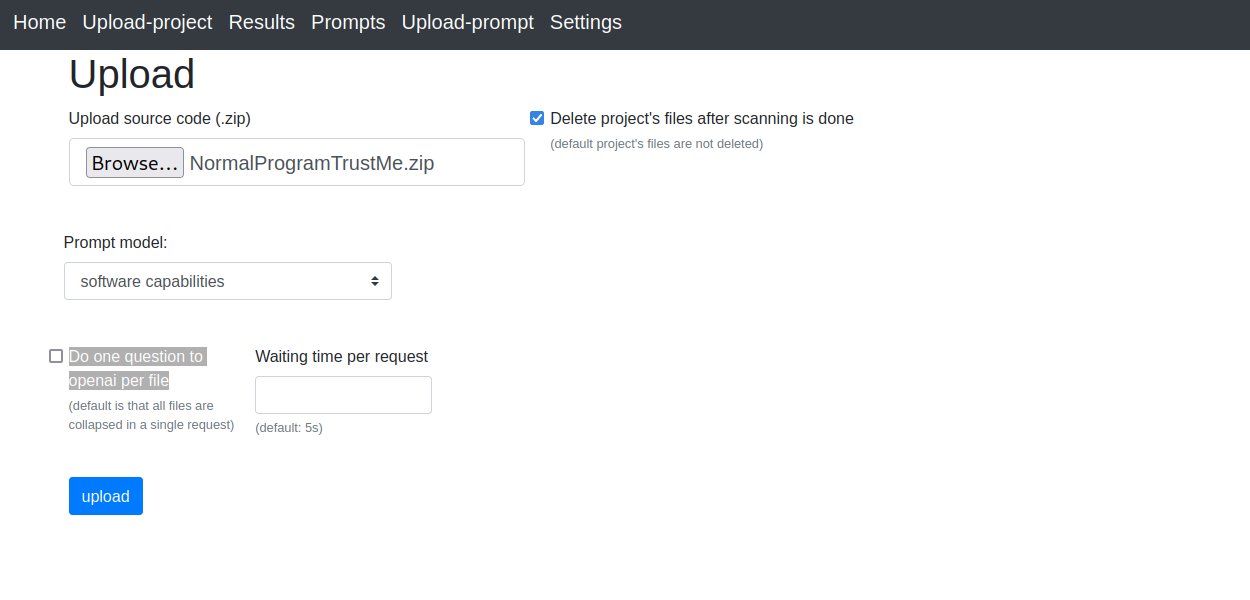 Home Upload-project Results Prompts Upload-prompt Settings
Upload
Upload source code (.zip)
Browse... NormalProgramTrustMe.zip
Delete project's files after scanning is done
(default project's files are not deleted)
Prompt model:
software capabilities
Do one question to
openai per file
(default is that all files are
collapsed in a single request)
Waiting time per request
(default: 5s)
upload